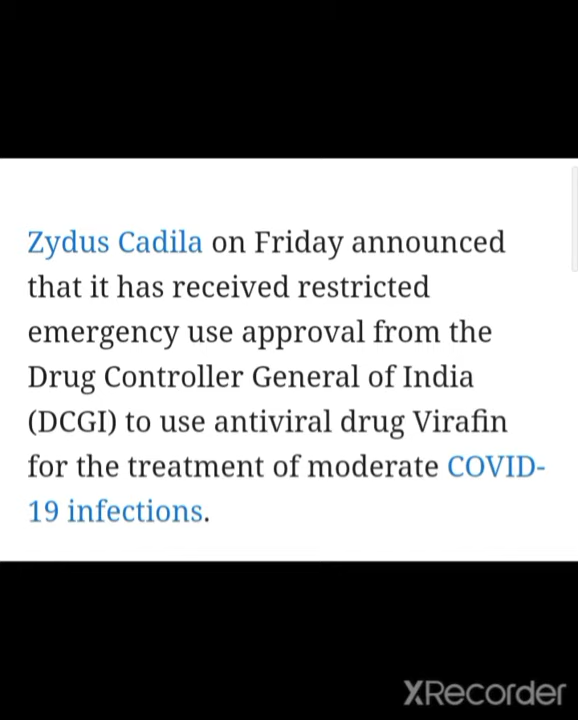 Zydus Cadila on Friday announced
that it has received restricted
emergency use approval from the
Drug Controller General of India
(DCGI) to use antiviral drug Virafin
for the treatment of moderate COVID-
19 infections.
XRecorder